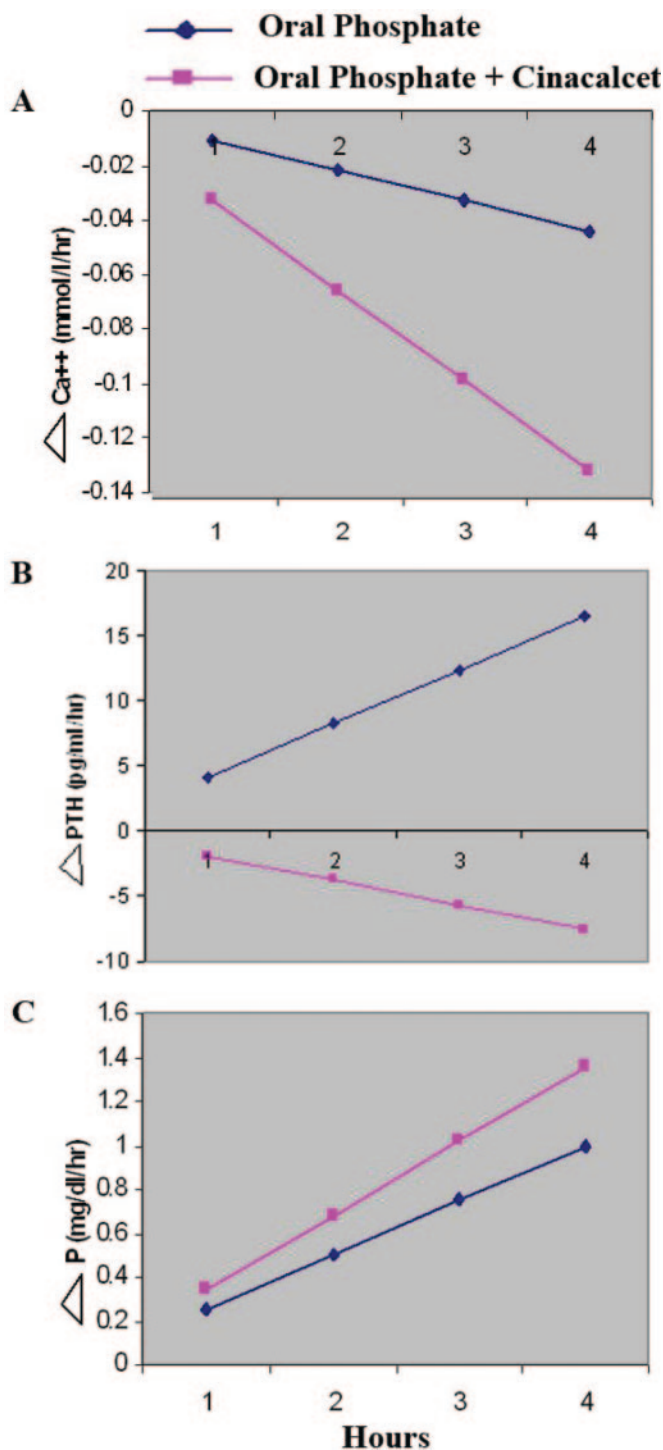 Oral Phosphate
Oral Phosphate + Cinacalcet
A
0
-0.02
-0.04
-0.06
-0.08
-0.1
-0.12
-0.14
1 2 3 4
△ Ca++ (mmol/l/hr)
1 2 3 4
B
20
15
10
5
0
-5
-10
1 2 3 4
△ PTH (pg/ml/hr)
C
1.6
1.4
1.2
1
0.8
0.6
0.4
0.2
0
△ P (mg/dl/hr)
1 2 3 4
Hours